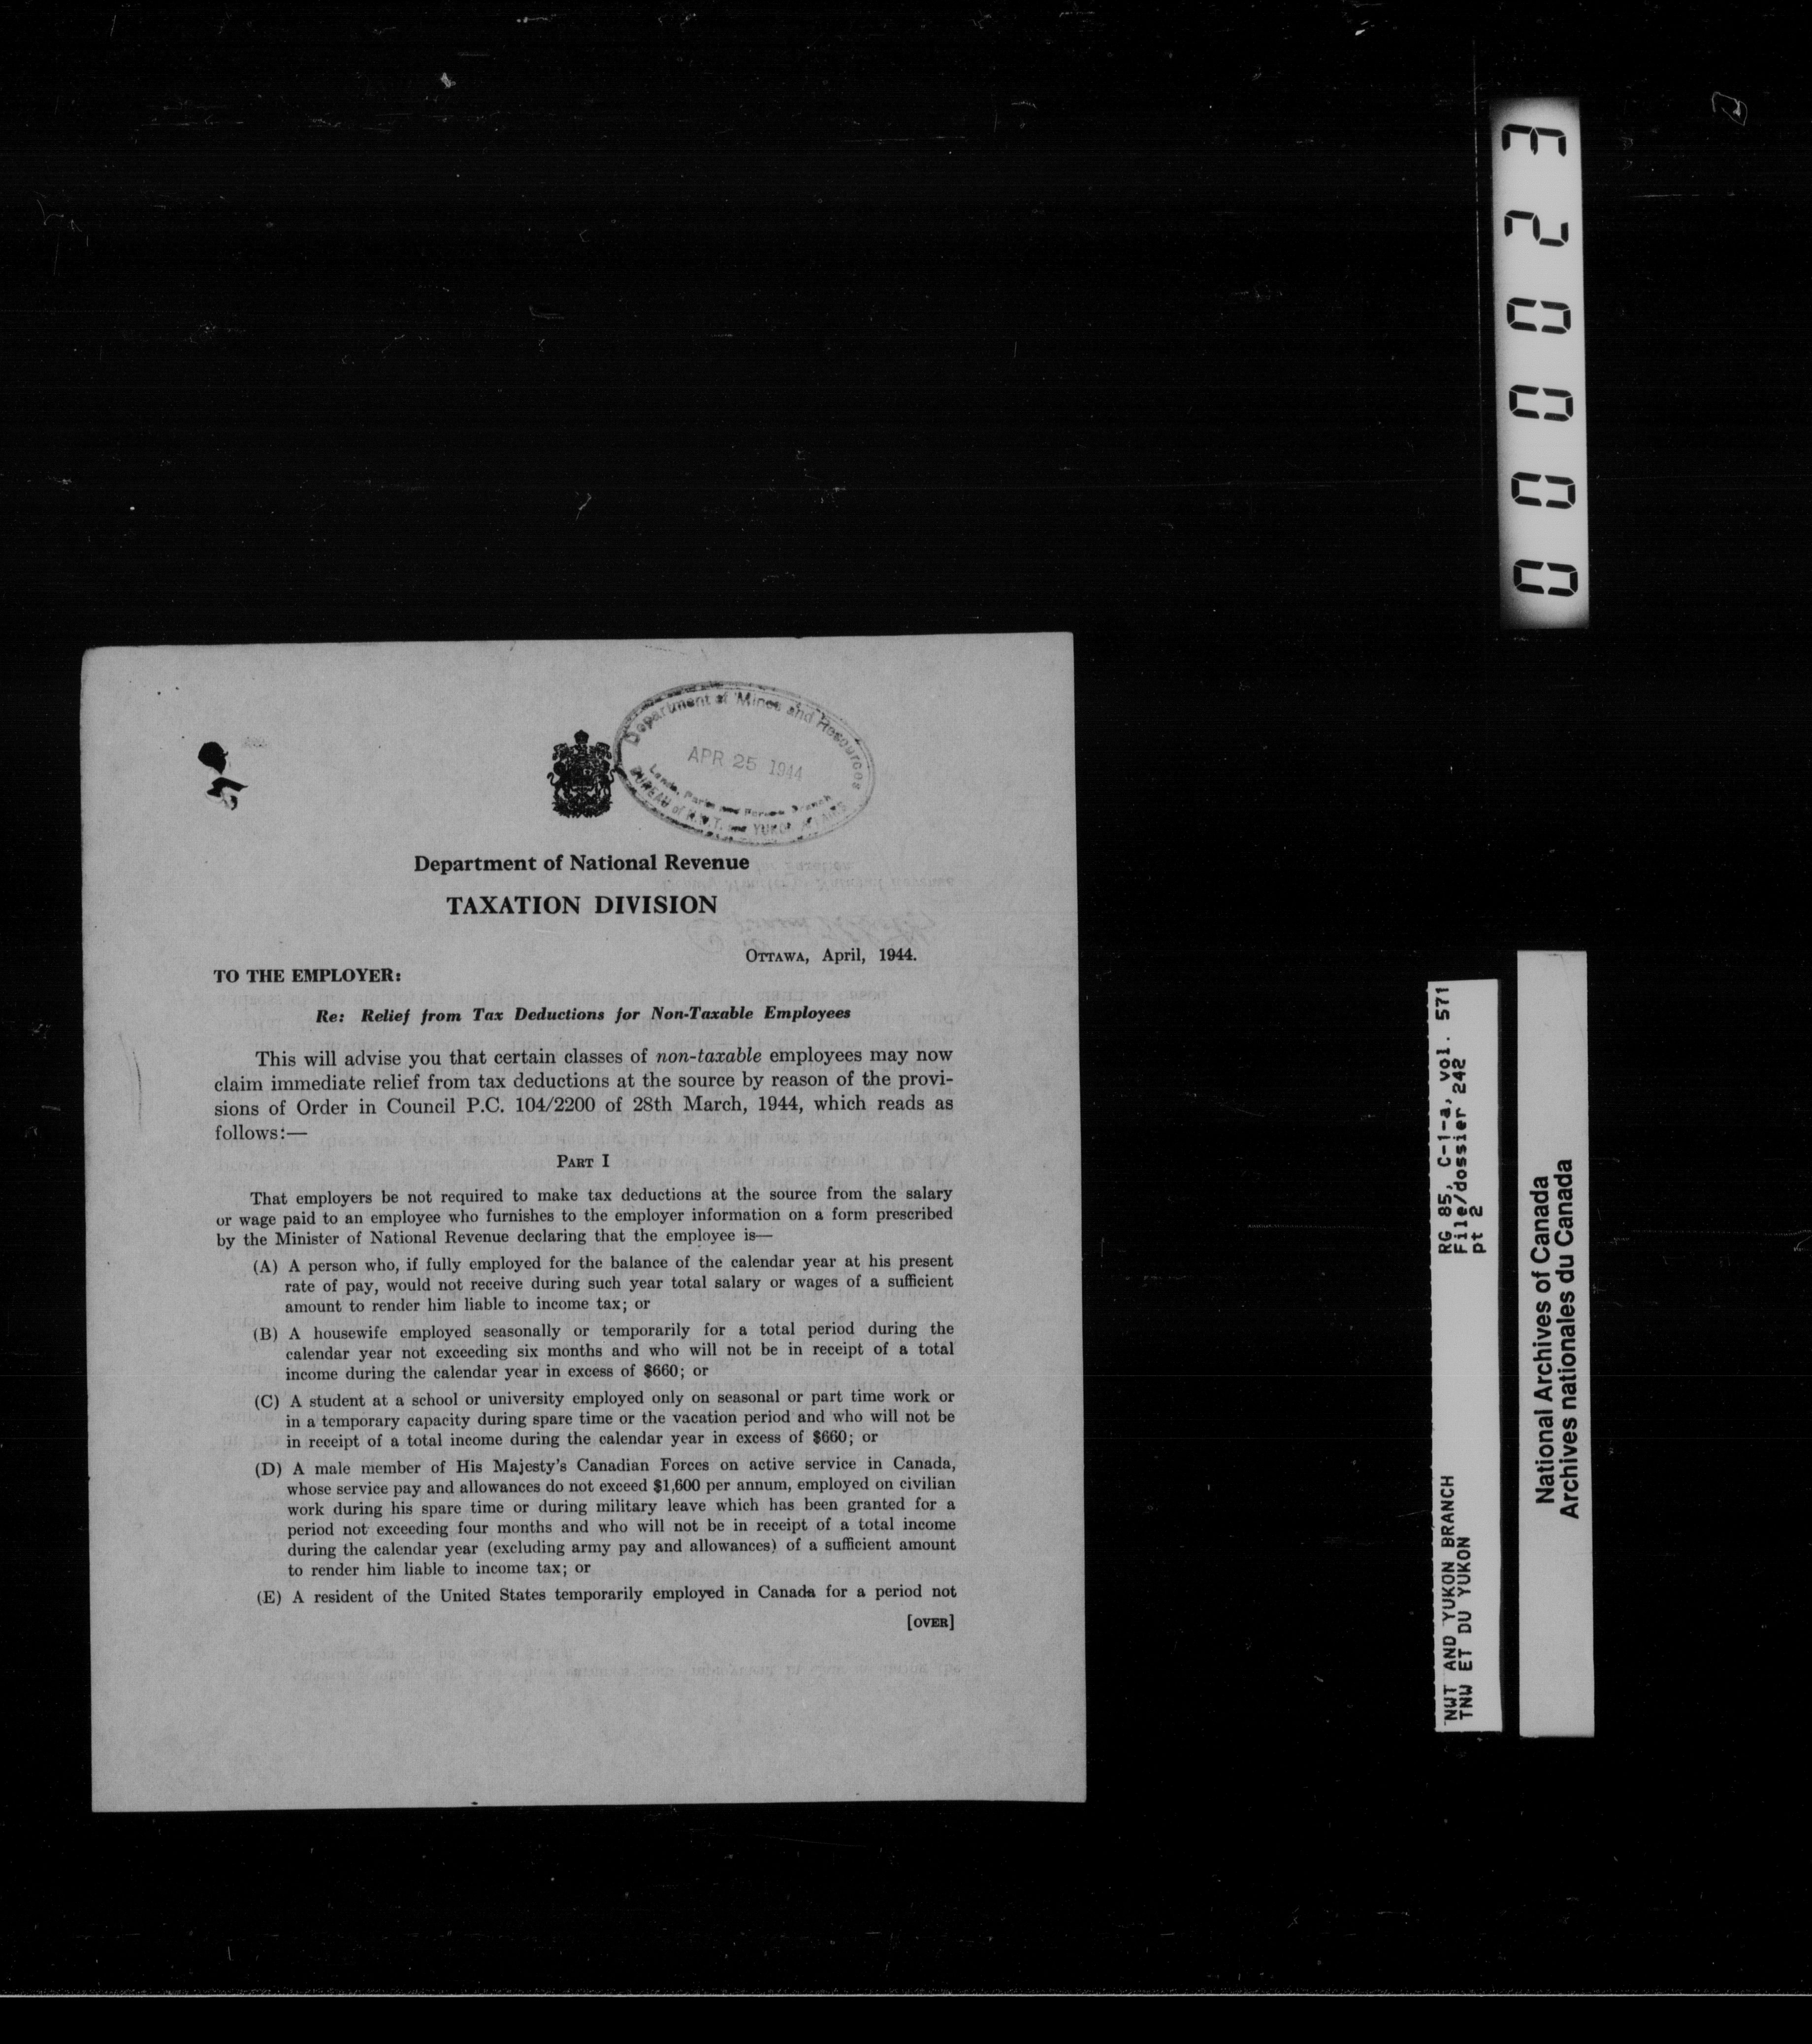 Department of Mines and Resources
APR 25 1944
Lands, Parks and Forests Branch
BUREAU of N.W.T. and YUKON AFFAIRS
Department of National Revenue
TAXATION DIVISION
OTTAWA, April, 1944.
TO THE EMPLOYER:
Re: Relief from Tax Deductions for Non-Taxable Employees
This will advise you that certain classes of non-taxable employees may now
claim immediate relief from tax deductions at the source by reason of the provi-
sions of Order in Council P.C. 104/2200 of 28th March, 1944, which reads as
follows:—
PART I
That employers be not required to make tax deductions at the source from the salary
or wage paid to an employee who furnishes to the employer information on a form prescribed
by the Minister of National Revenue declaring that the employee is—
(A) A person who, if fully employed for the balance of the calendar year at his present
rate of pay, would not receive during such year total salary or wages of a sufficient
amount to render him liable to income tax; or
(B) A housewife employed seasonally or temporarily for a total period during the
calendar year not exceeding six months and who will not be in receipt of a total
income during the calendar year in excess of $660; or
(C) A student at a school or university employed only on seasonal or part time work or
in a temporary capacity during spare time or the vacation period and who will not be
in receipt of a total income during the calendar year in excess of $660; or
(D) A male member of His Majesty's Canadian Forces on active service in Canada,
whose service pay and allowances do not exceed $1,600 per annum, employed on civilian
work during his spare time or during military leave which has been granted for a
period not exceeding four months and who will not be in receipt of a total income
during the calendar year (excluding army pay and allowances) of a sufficient amount
to render him liable to income tax; or
(E) A resident of the United States temporarily employed in Canada for a period not
[OVER]
000023
NWT AND YUKON BRANCH RG 85, C-1-a, vol. 571
TNW ET DU YUKON File/dossier 242
pt 2
National Archives of Canada
Archives nationales du Canada